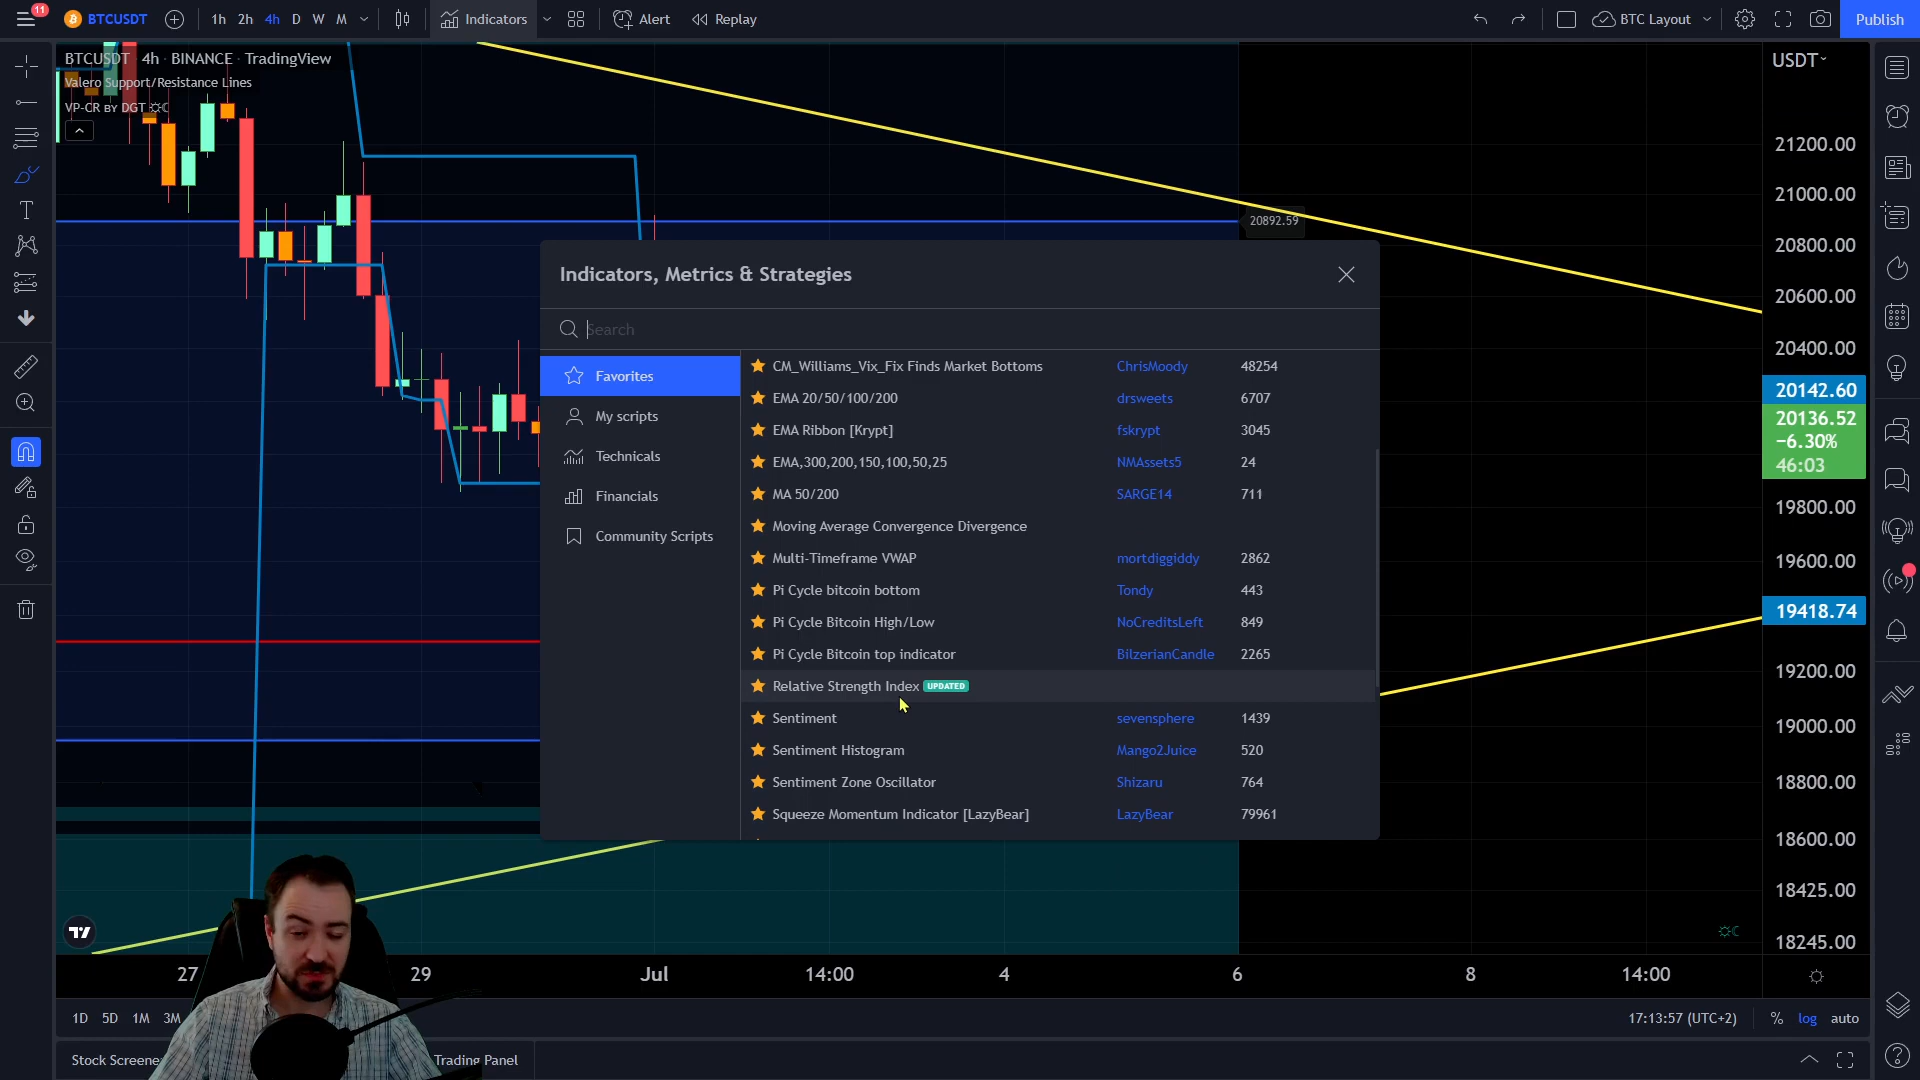 11
BTCUSDT 1h 2h 4h D W M Indicators Alert Replay BTC Layout Publish
BTCUSDT · 4h · BINANCE · TradingView
Valero Support/Resistance Lines
VP-CR BY DGT
USDT
21200.00
21000.00
20892.59
20800.00
20600.00
20400.00
20142.60
20136.52
−6.30%
46:03
19800.00
19600.00
19418.74
19200.00
19000.00
18800.00
18600.00
18425.00
18245.00
Indicators, Metrics & Strategies
Search
Favorites
My scripts
Technicals
Financials
Community Scripts
CM_Williams_Vix_Fix Finds Market Bottoms ChrisMoody 48254
EMA 20/50/100/200 drsweets 6707
EMA Ribbon [Krypt] fskrypt 3045
EMA,300,200,150,100,50,25 NMAssets5 24
MA 50/200 SARGE14 711
Moving Average Convergence Divergence
Multi-Timeframe VWAP mortdiggiddy 2862
Pi Cycle bitcoin bottom Tondy 443
Pi Cycle Bitcoin High/Low NoCreditsLeft 849
Pi Cycle Bitcoin top indicator BilzerianCandle 2265
Relative Strength Index UPDATED
Sentiment sevensphere 1439
Sentiment Histogram Mango2Juice 520
Sentiment Zone Oscillator Shizaru 764
Squeeze Momentum Indicator [LazyBear] LazyBear 79961
27 29 Jul 14:00 4 6 8 14:00
1D 5D 1M 3M 17:13:57 (UTC+2) % log auto
Stock Screene Trading Panel